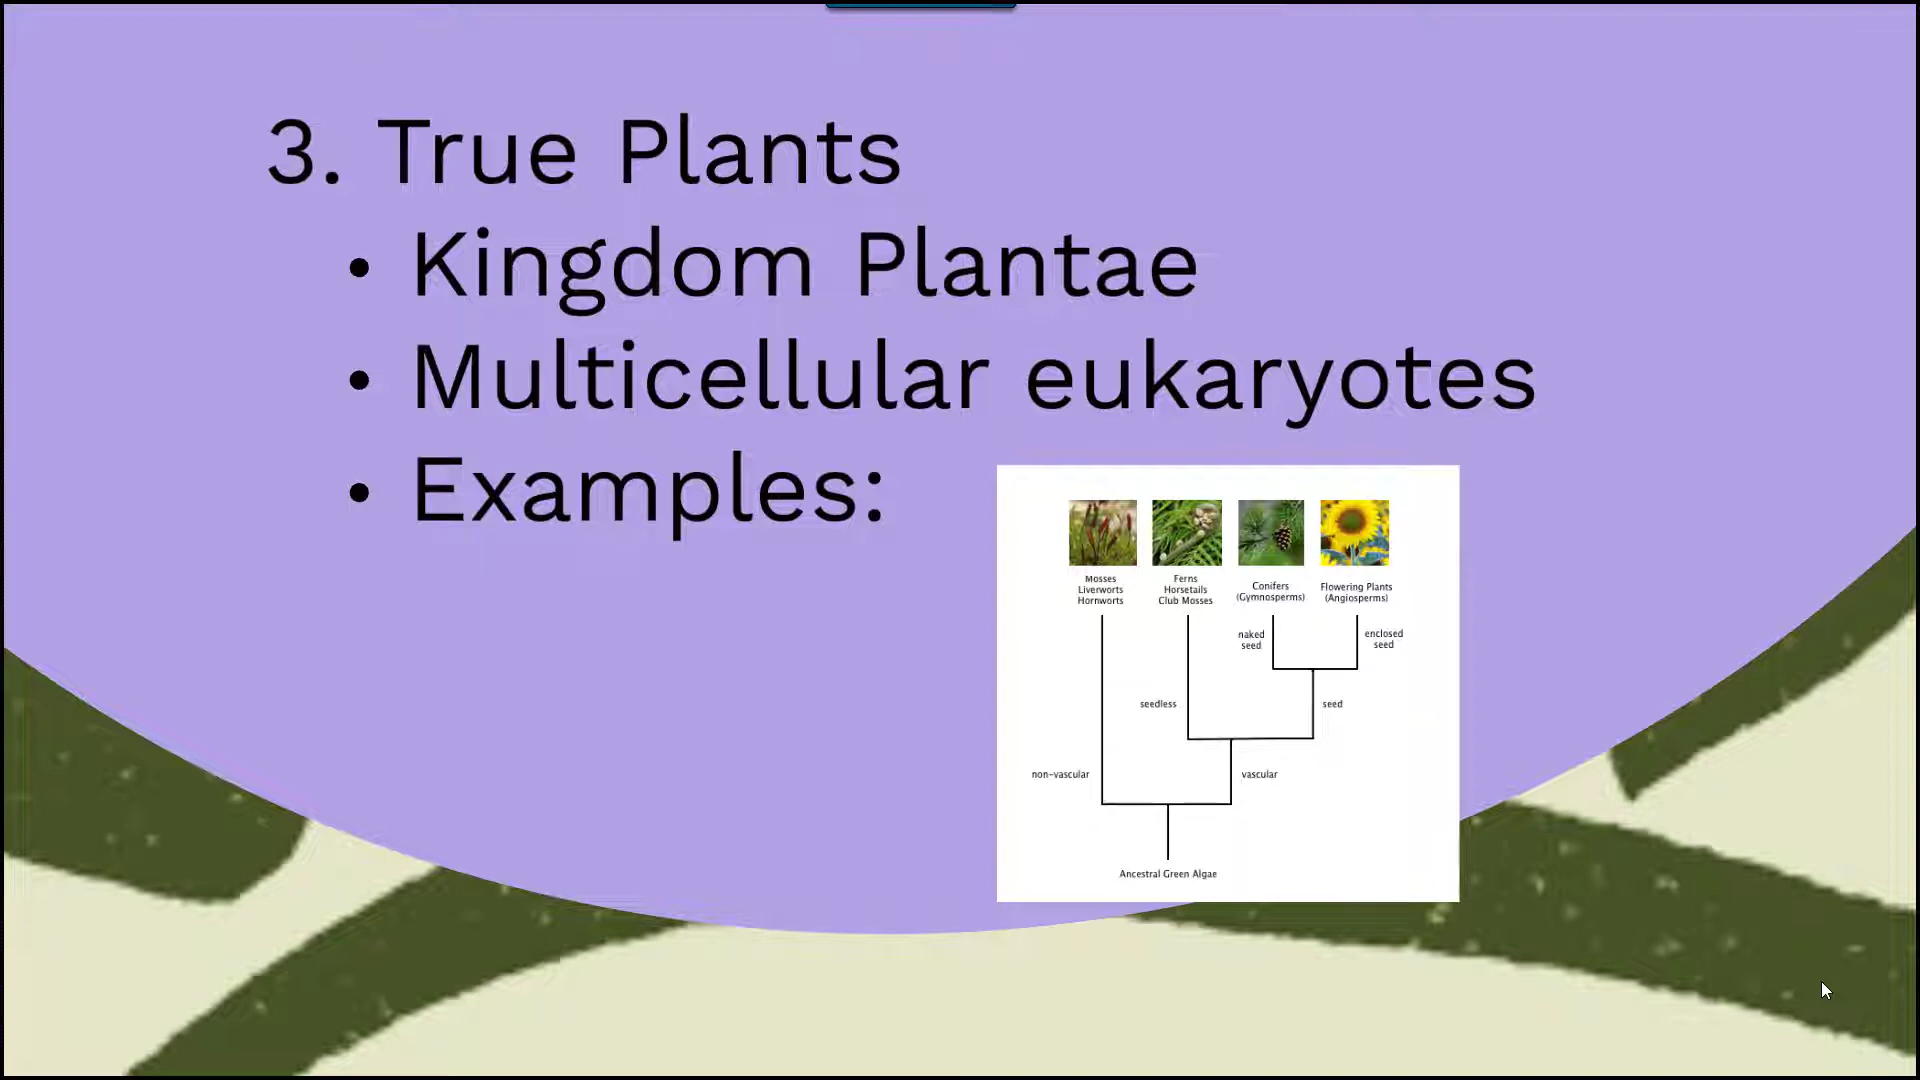 3. True Plants
• Kingdom Plantae
• Multicellular eukaryotes
• Examples:
Mosses
Liverworts
Hornworts
Ferns
Horsetails
Club Mosses
Conifers
(Gymnosperms)
Flowering Plants
(Angiosperms)
naked
seed
enclosed
seed
seedless
seed
non-vascular
vascular
Ancestral Green Algae